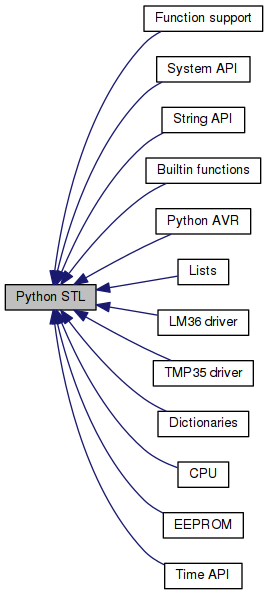 Function support
System API
String API
Builtin functions
Python AVR
Lists
Python STL
LM36 driver
TMP35 driver
Dictionaries
CPU
EEPROM
Time API